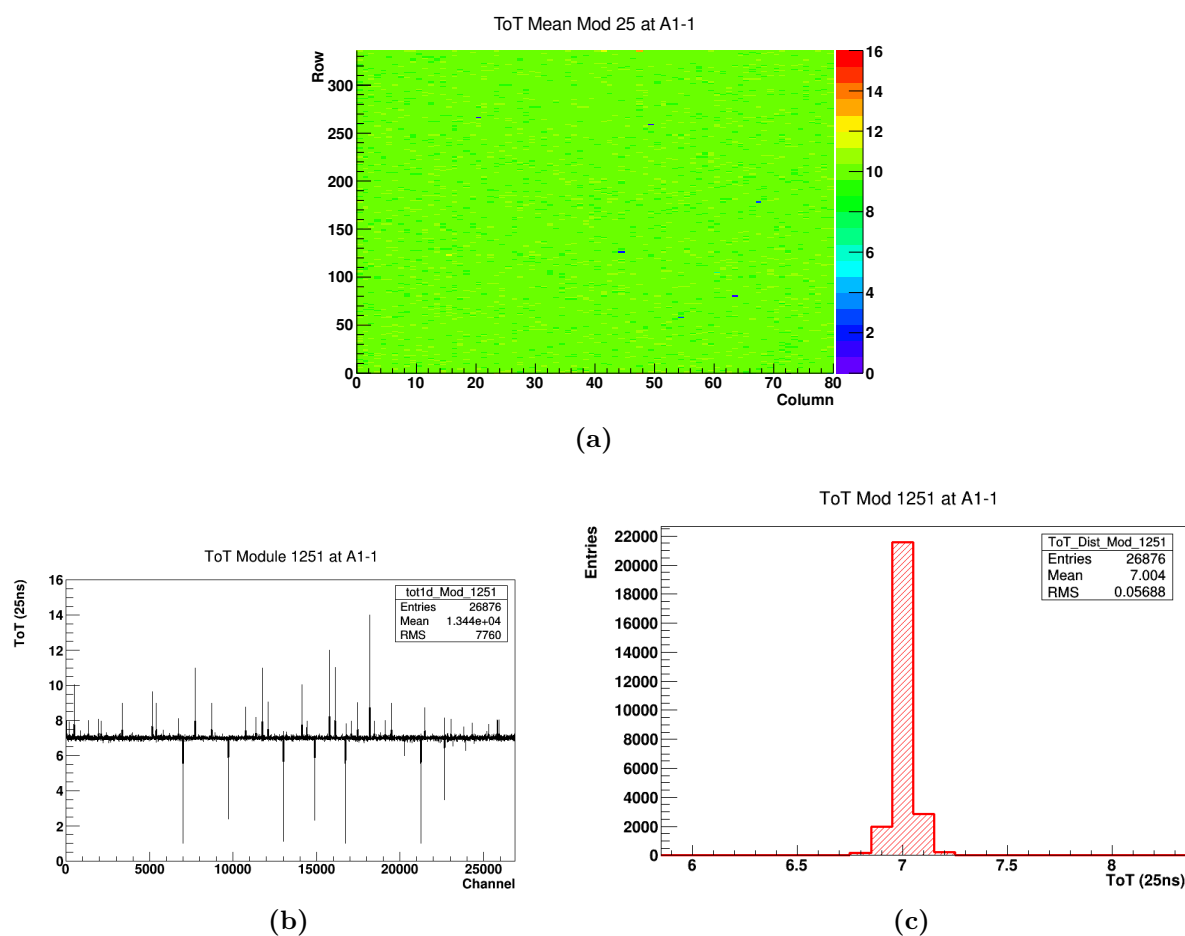 ToT Mean Mod 25 at A1-1
Row
300
250
200
150
100
50
0
0 10 20 30 40 50 60 70 80
Column
16
14
12
10
8
6
4
2
0
(a)
ToT Module 1251 at A1-1
ToT (25ns)
16
14
12
10
8
6
4
2
0
0 5000 10000 15000 20000 25000
Channel
tot1d_Mod_1251
Entries 26876
Mean 1.344e+04
RMS 7760
(b)
ToT Mod 1251 at A1-1
Entries
22000
20000
18000
16000
14000
12000
10000
8000
6000
4000
2000
0
6 6.5 7 7.5 8
ToT (25ns)
ToT_Dist_Mod_1251
Entries 26876
Mean 7.004
RMS 0.05688
(c)